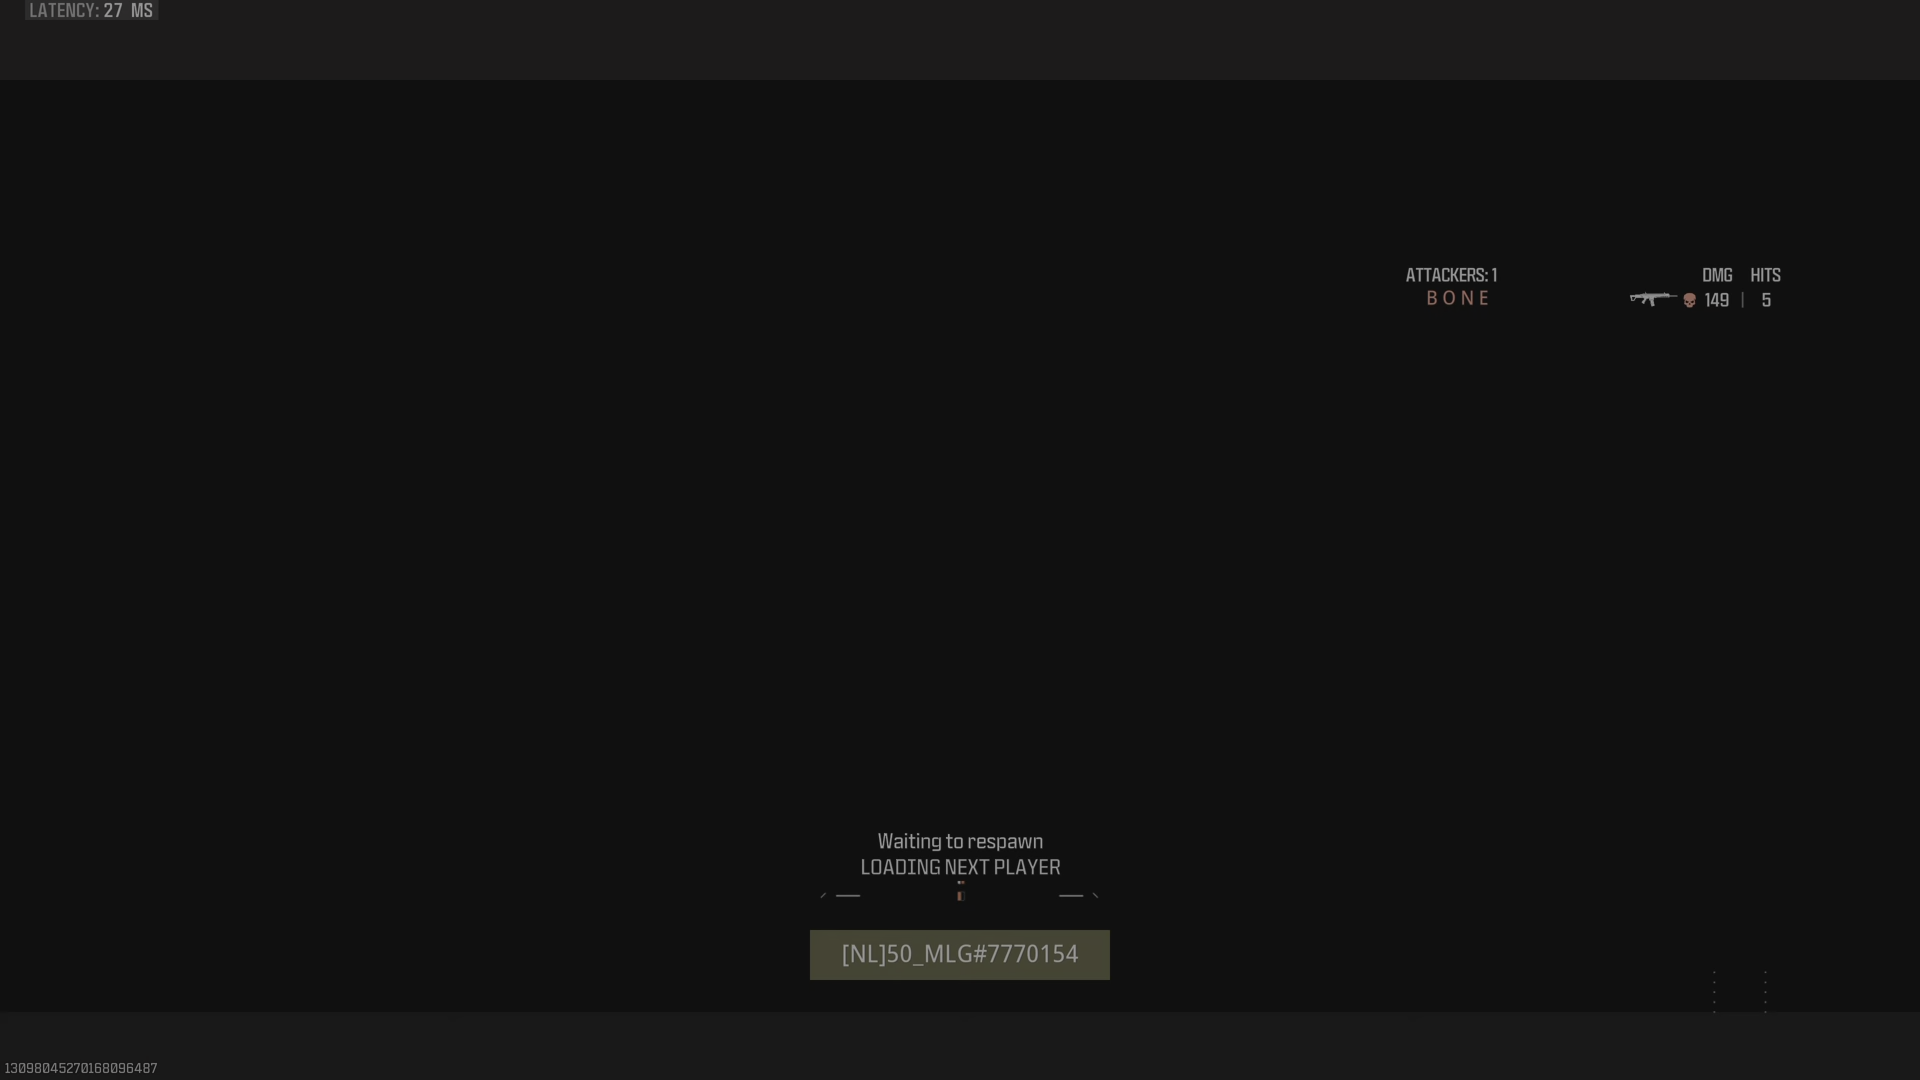 LATENCY: 27 MS
ATTACKERS: 1 DMG HITS
BONE 149 | 5
Waiting to respawn
LOADING NEXT PLAYER
[NL]50_MLG#7770154
13098045270168096487